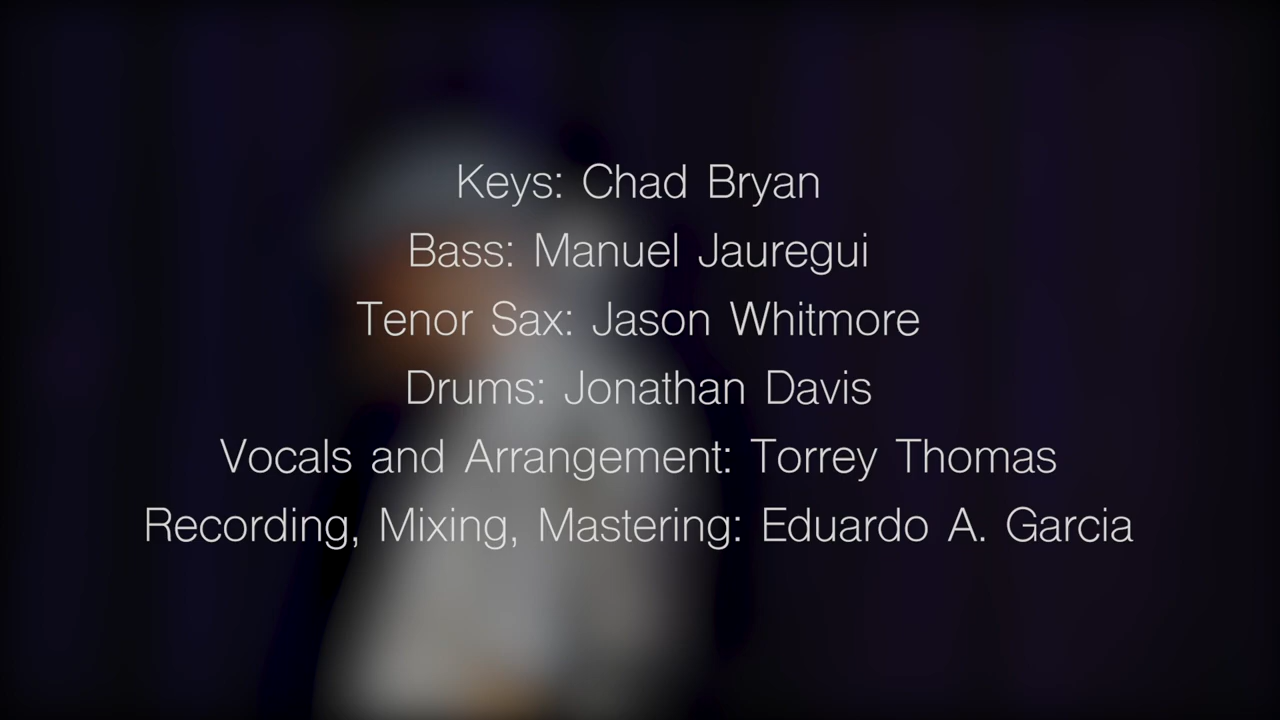 Keys: Chad Bryan
Bass: Manuel Jauregui
Tenor Sax: Jason Whitmore
Drums: Jonathan Davis
Vocals and Arrangement: Torrey Thomas
Recording, Mixing, Mastering: Eduardo A. Garcia